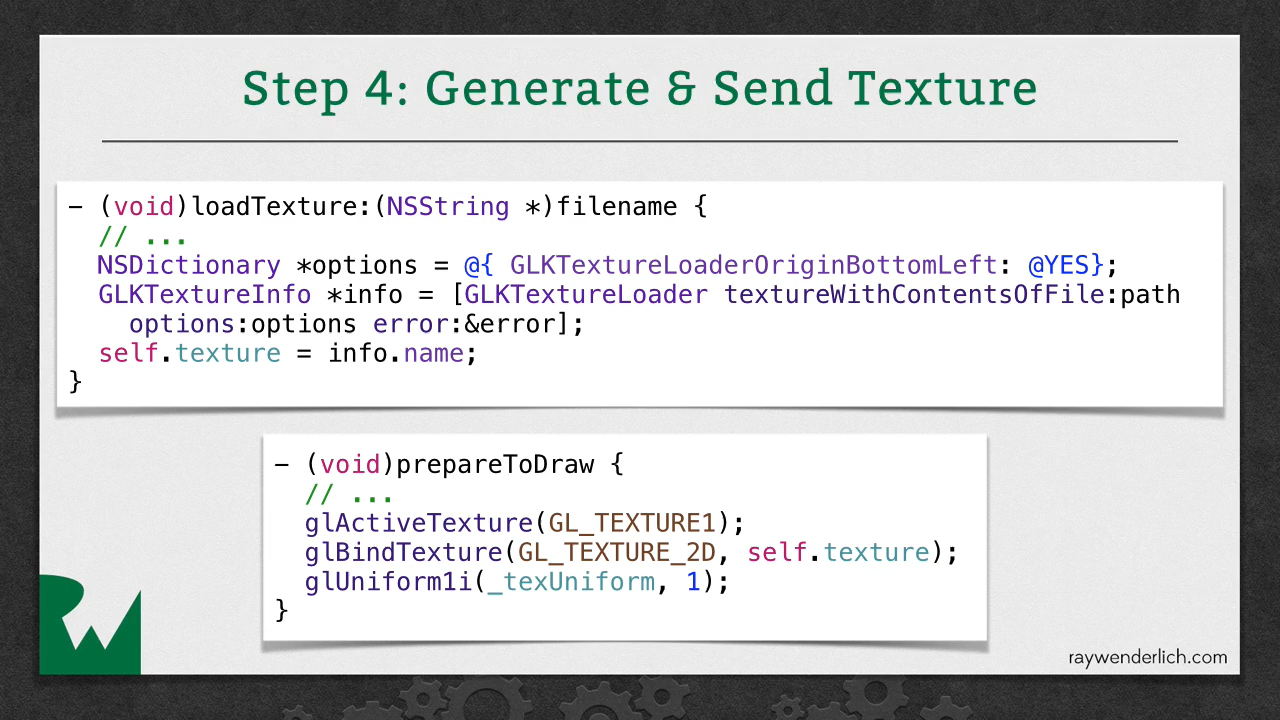 Step 4: Generate & Send Texture
- (void)loadTexture:(NSString *)filename {
  // ...
  NSDictionary *options = @{ GLKTextureLoaderOriginBottomLeft: @YES};
  GLKTextureInfo *info = [GLKTextureLoader textureWithContentsOfFile:path
    options:options error:&error];
  self.texture = info.name;
}
- (void)prepareToDraw {
  // ...
  glActiveTexture(GL_TEXTURE1);
  glBindTexture(GL_TEXTURE_2D, self.texture);
  glUniform1i(_texUniform, 1);
}
RW
raywenderlich.com